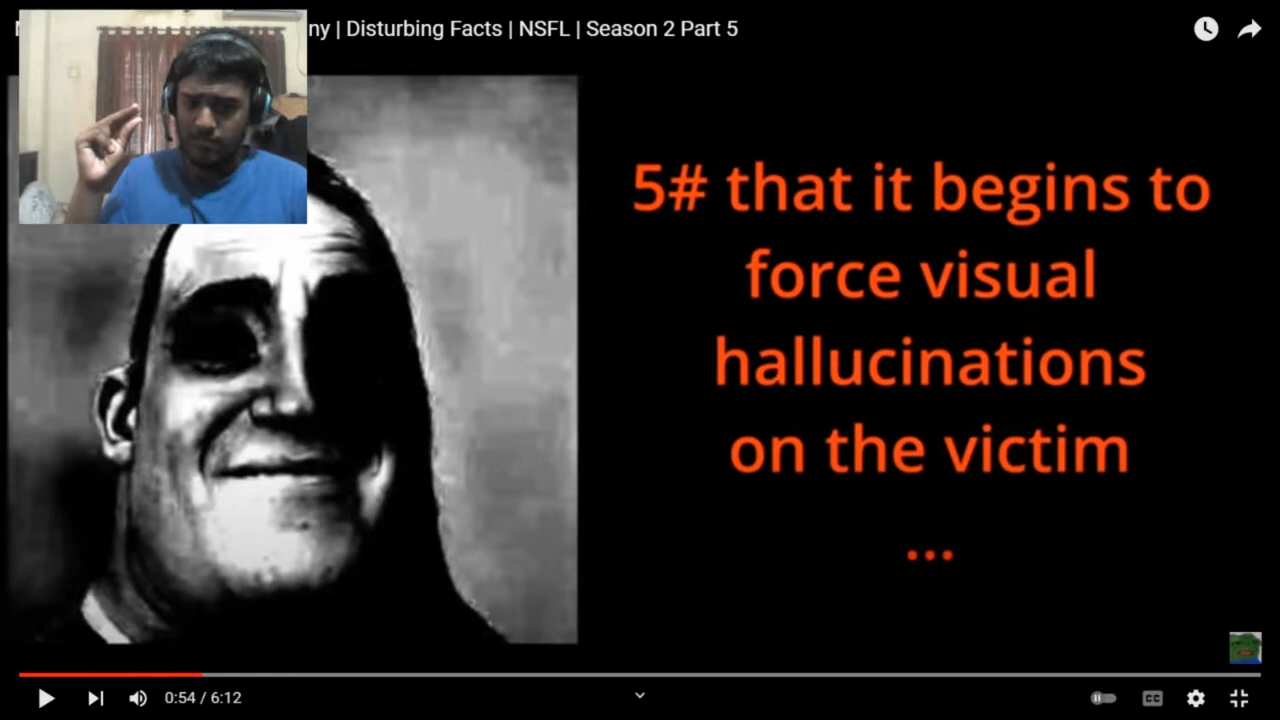 ny | Disturbing Facts | NSFL | Season 2 Part 5
5# that it begins to
force visual
hallucinations
on the victim
...
0:54 / 6:12
CC